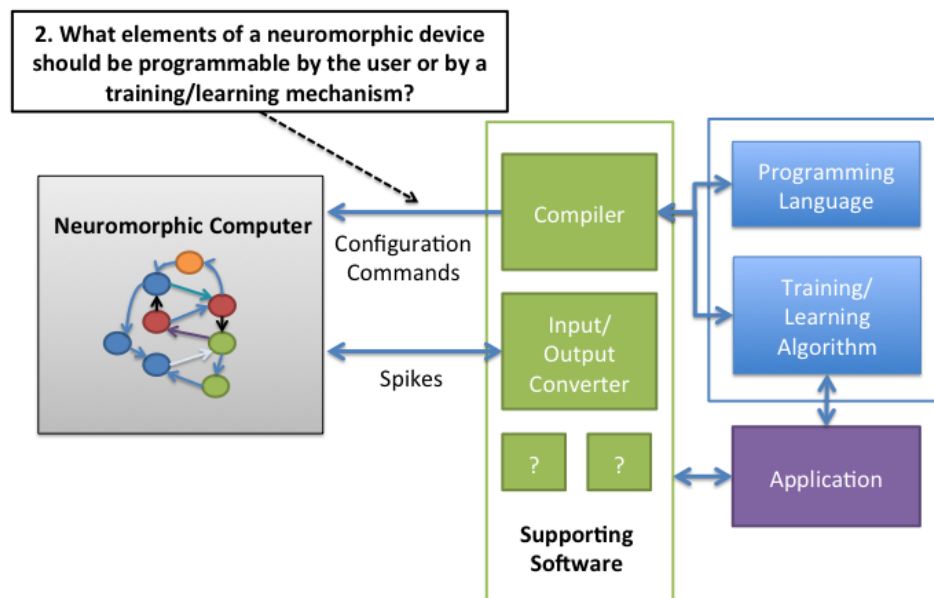 2. What elements of a neuromorphic device
should be programmable by the user or by a
training/learning mechanism?
Neuromorphic Computer
Configuration
Commands
Spikes
Compiler
Input/
Output
Converter
?
?
Supporting
Software
Programming
Language
Training/
Learning
Algorithm
Application